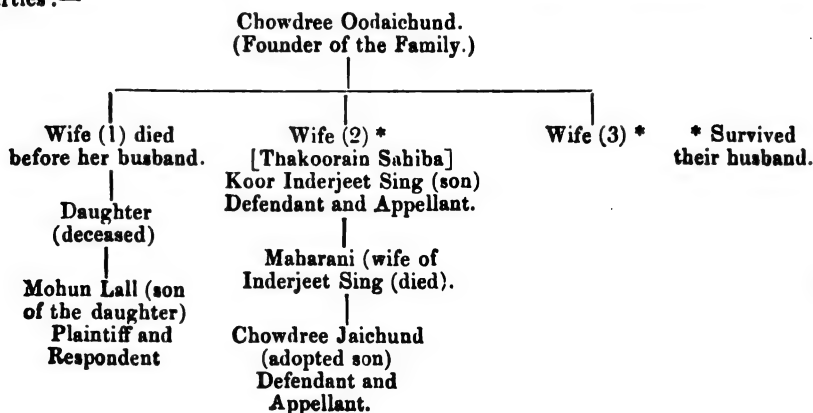 Chowdree Oodaichund.
(Founder of the Family.)
Wife (1) died
before her husband.
Daughter
(deceased)
Mohun Lall (son
of the daughter)
Plaintiff and
Respondent
Wife (2) *
[Thakoorain Sahiba]
Koor Inderjeet Sing (son)
Defendant and Appellant.
Maharani (wife of
Inderjeet Sing (died).
Chowdree Jaichund
(adopted son)
Defendant and
Appellant.
Wife (3) *
* Survived
their husband.